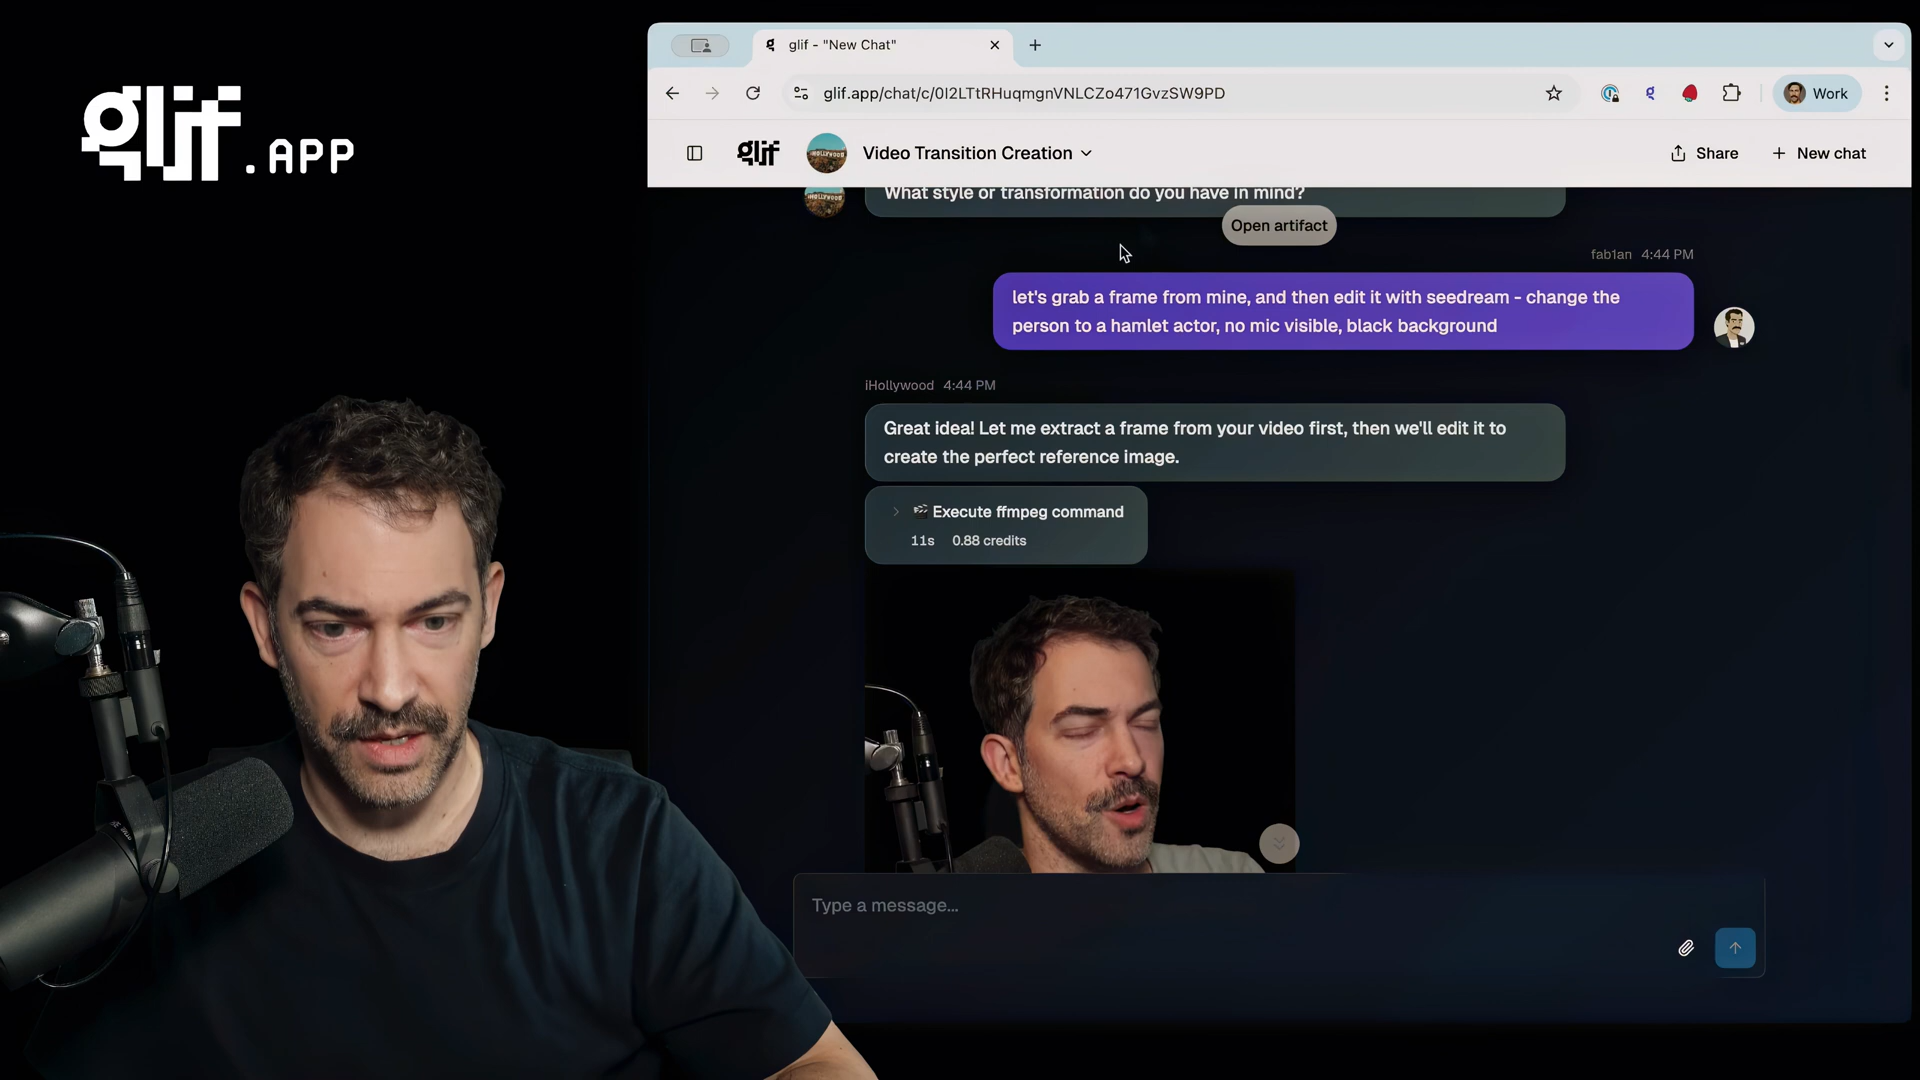 glif.APP
glif - "New Chat"
glif.app/chat/c/0I2LTtRHuqmgnVNLCZo471GvzSW9PD
Work
glif
Video Transition Creation
Share
New chat
What style or transformation do you have in mind?
Open artifact
fab1an 4:44 PM
let's grab a frame from mine, and then edit it with seedream - change the
person to a hamlet actor, no mic visible, black background
iHollywood 4:44 PM
Great idea! Let me extract a frame from your video first, then we'll edit it to
create the perfect reference image.
Execute ffmpeg command
11s 0.88 credits
Type a message...